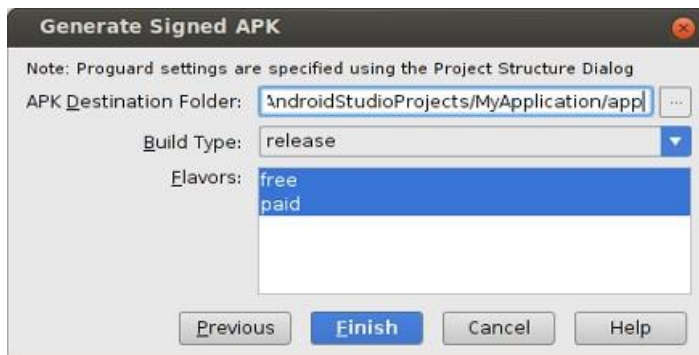 Generate Signed APK
Note: Proguard settings are specified using the Project Structure Dialog
APK Destination Folder: AndroidStudioProjects/MyApplication/app ...
Build Type: release
Flavors: free
paid
Previous Finish Cancel Help